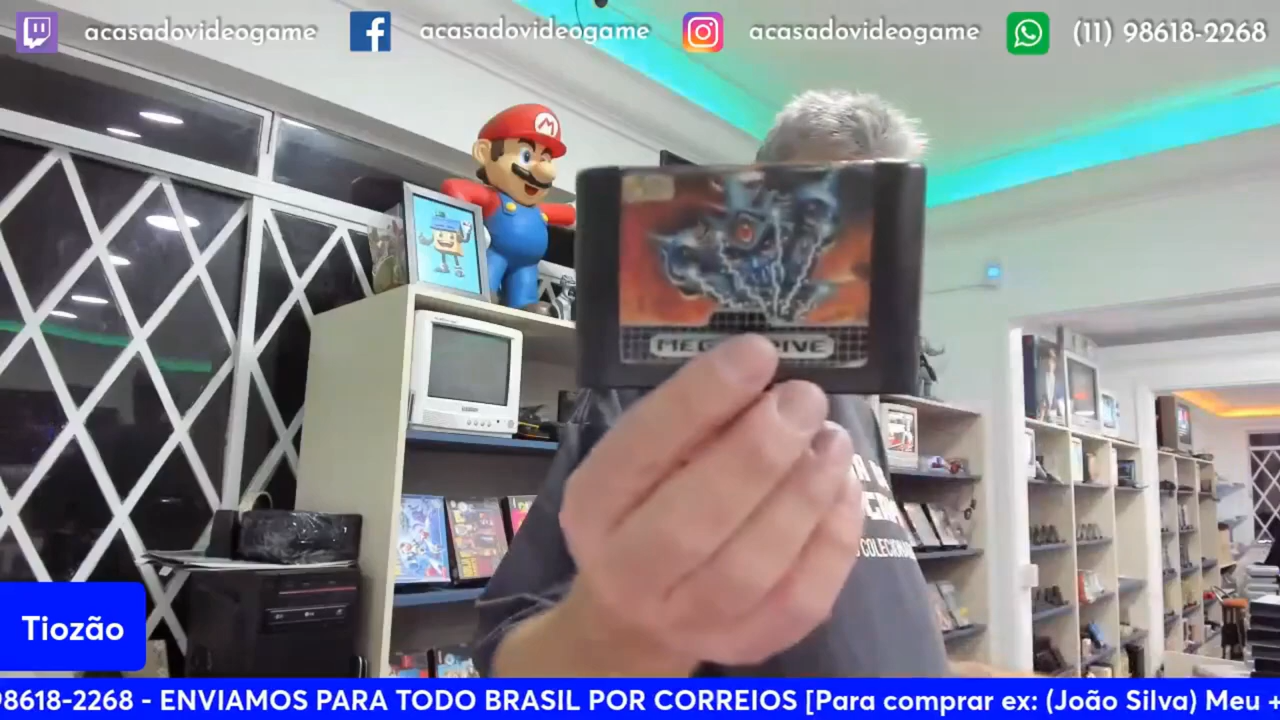 acasadovideogame
acasadovideogame
acasadovideogame
(11) 98618-2268
Tiozão
98618-2268 - ENVIAMOS PARA TODO BRASIL POR CORREIOS [Para comprar ex: (João Silva) Meu +